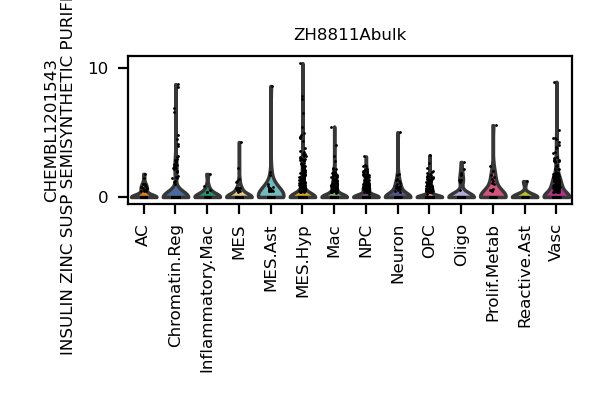 ZH8811Abulk
CHEMBL1201543
INSULIN ZINC SUSP SEMISYNTHETIC
10
0
AC
Chromatin.Reg
Inflammatory.Mac
MES
MES.Ast
MES.Hyp
Mac
NPC
Neuron
OPC
Oligo
Prolif.Metab
Reactive.Ast
Vasc